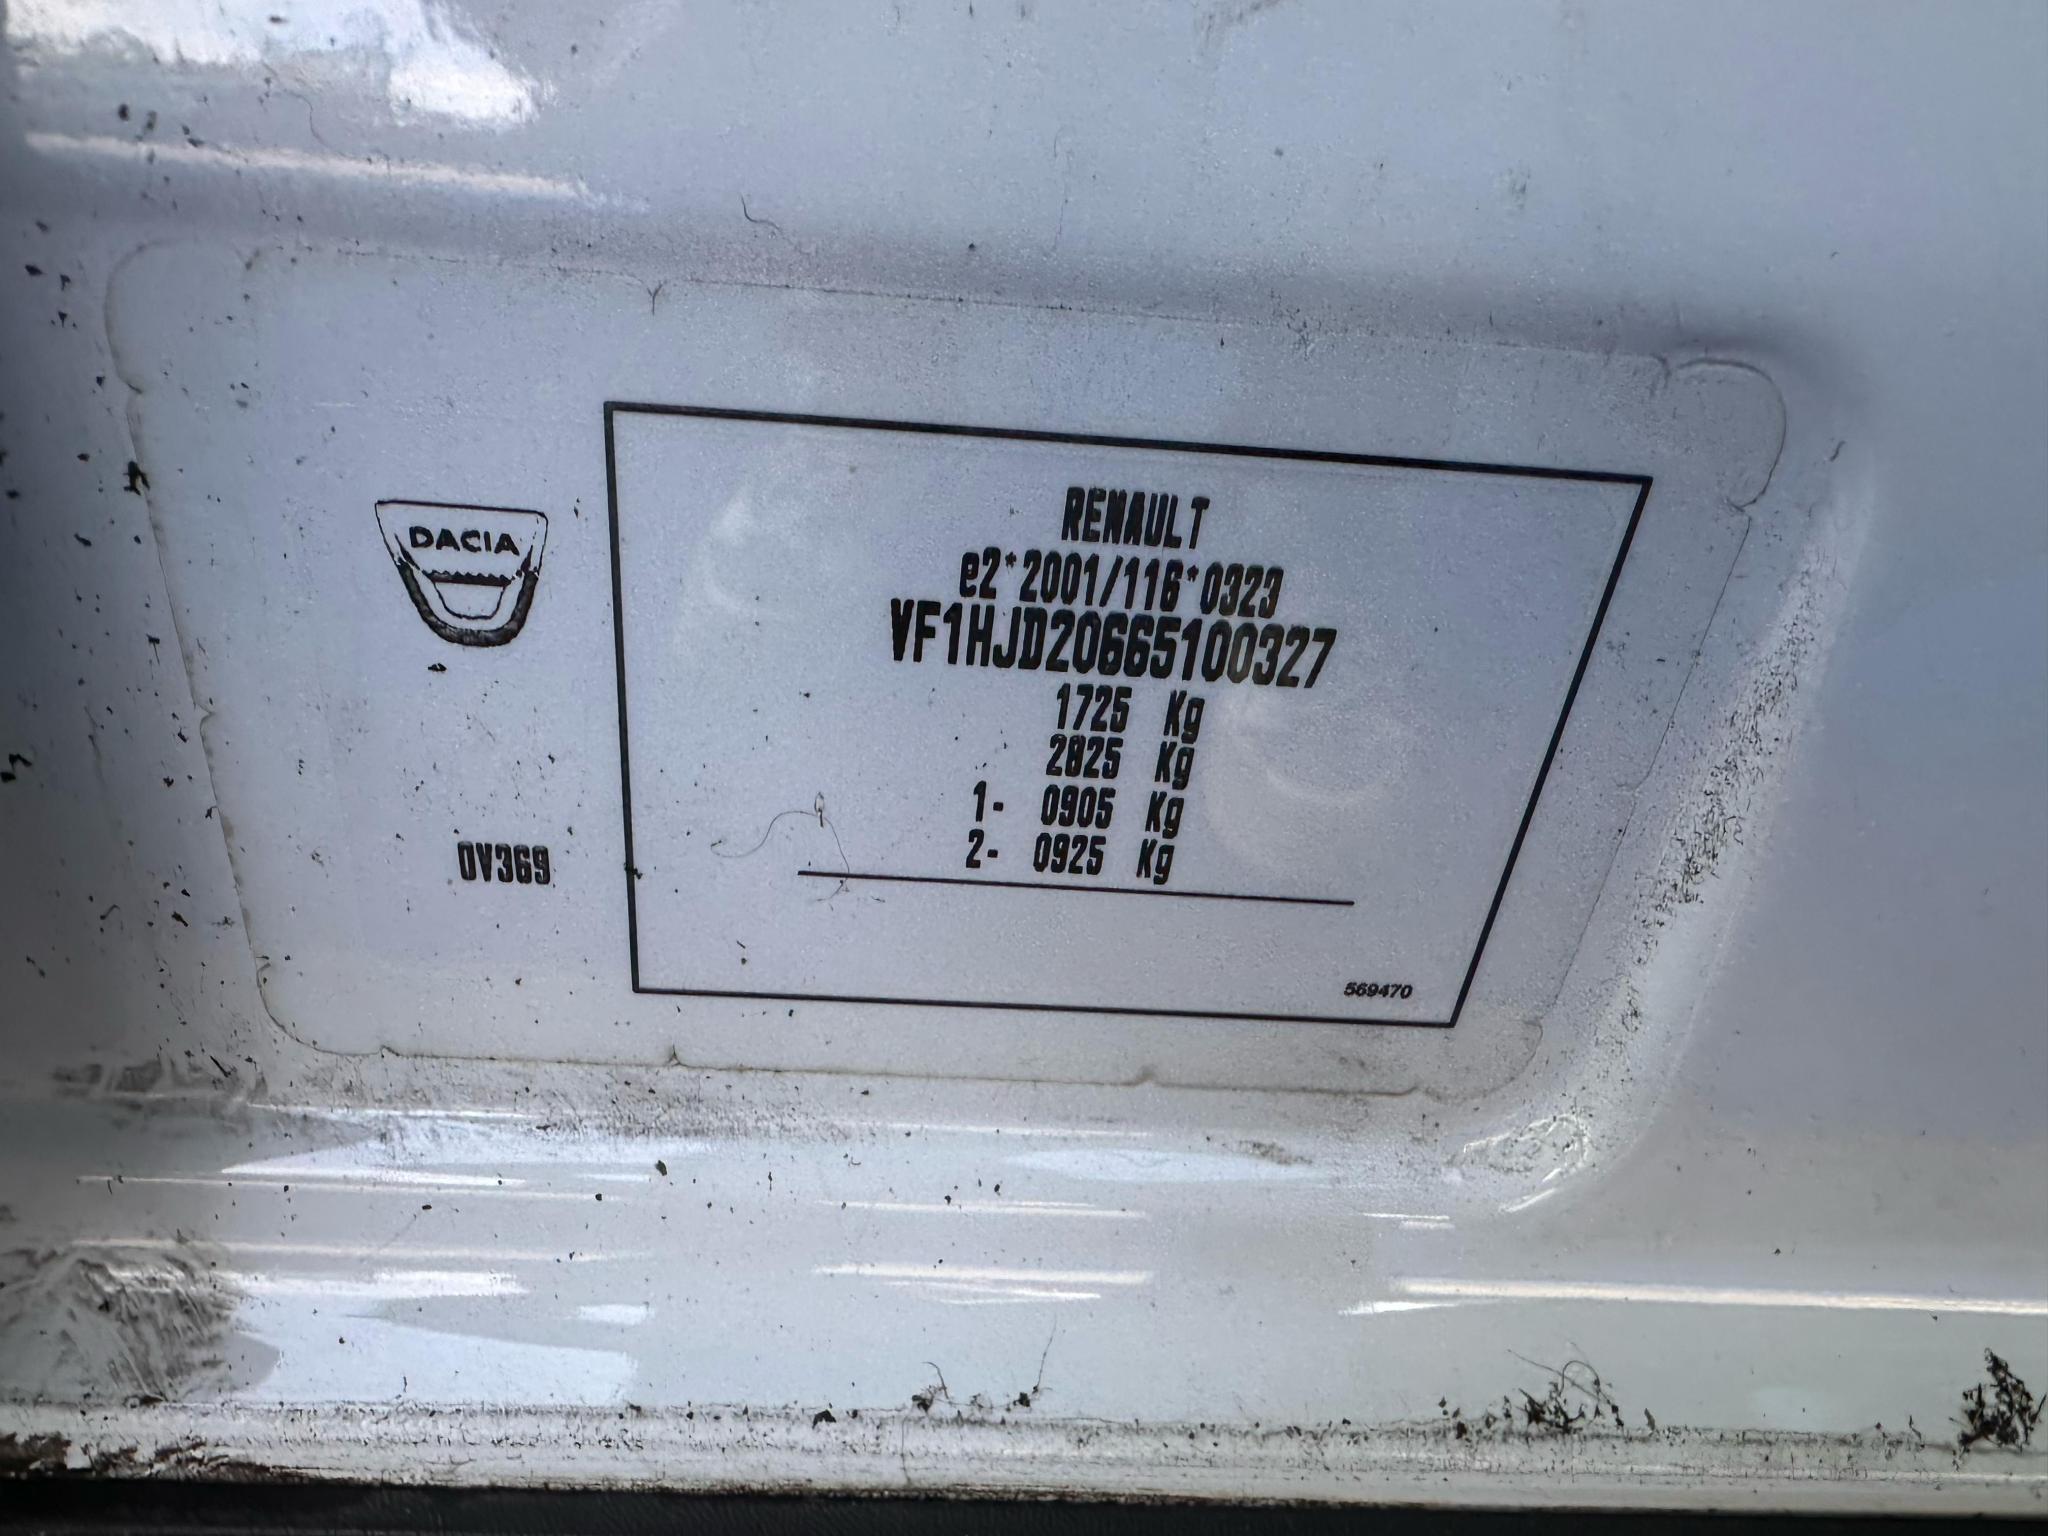 DACIA
OV369
RENAULT
e2*2001/116*0323
VF1HJD20665100327
1725 Kg
2825 Kg
1- 0905 Kg
2- 0925 Kg
569470